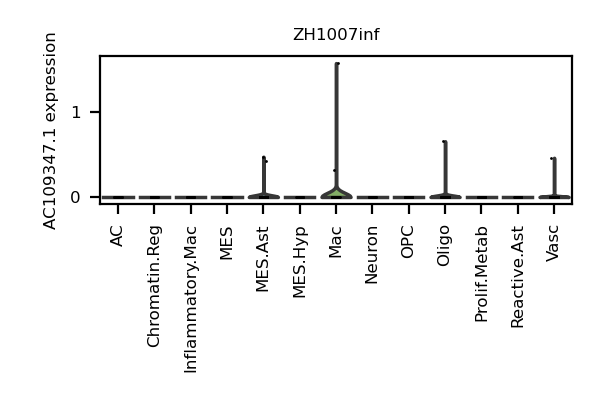 ZH1007inf
AC109347.1 expression
1
0
AC
Chromatin.Reg
Inflammatory.Mac
MES
MES.Ast
MES.Hyp
Mac
Neuron
OPC
Oligo
Prolif.Metab
Reactive.Ast
Vasc